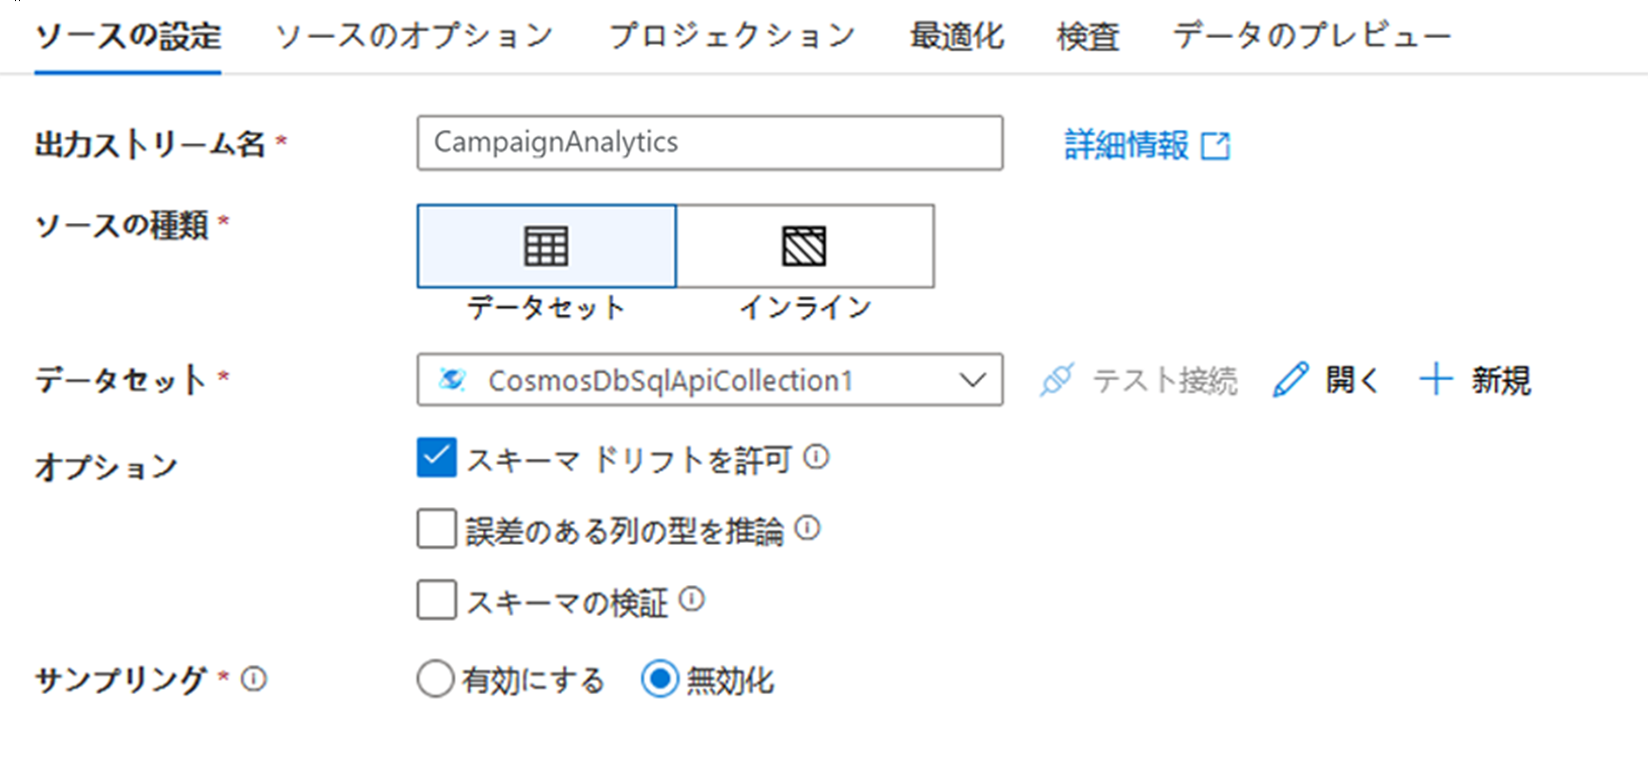 ソースの設定 ソースのオプション プロジェクション 最適化 検査 データのプレビュー
出力ストリーム名 * CampaignAnalytics 詳細情報
ソースの種類 *
データセット インライン
データセット * CosmosDbSqlApiCollection1 テスト接続 開く 新規
オプション スキーマ ドリフトを許可
誤差のある列の型を推論
スキーマの検証
サンプリング * 有効にする 無効化